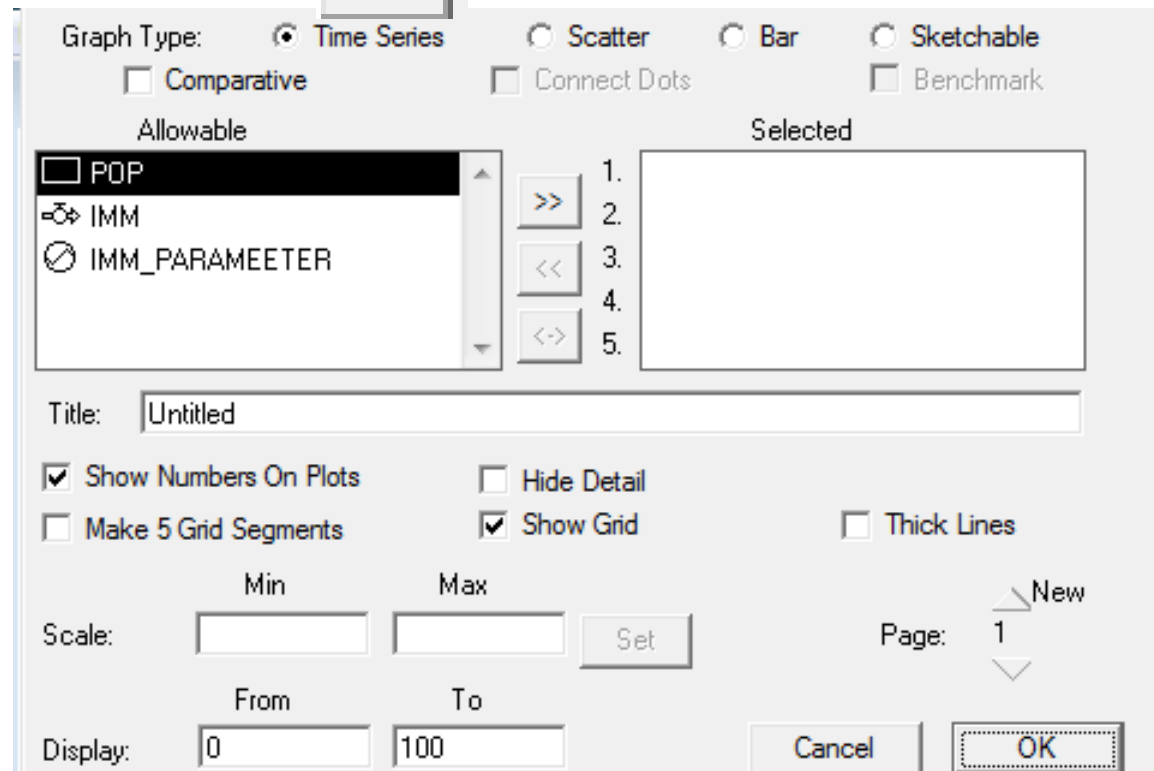 Graph Type: Time Series Scatter Bar Sketchable
Comparative Connect Dots Benchmark
Allowable Selected
POP
IMM
IMM_PARAMEETER
>>
<<
<->
1.
2.
3.
4.
5.
Title: Untitled
Show Numbers On Plots Hide Detail
Make 5 Grid Segments Show Grid Thick Lines
Min Max New
Scale: Set Page: 1
From To
Display: 0 100 Cancel OK